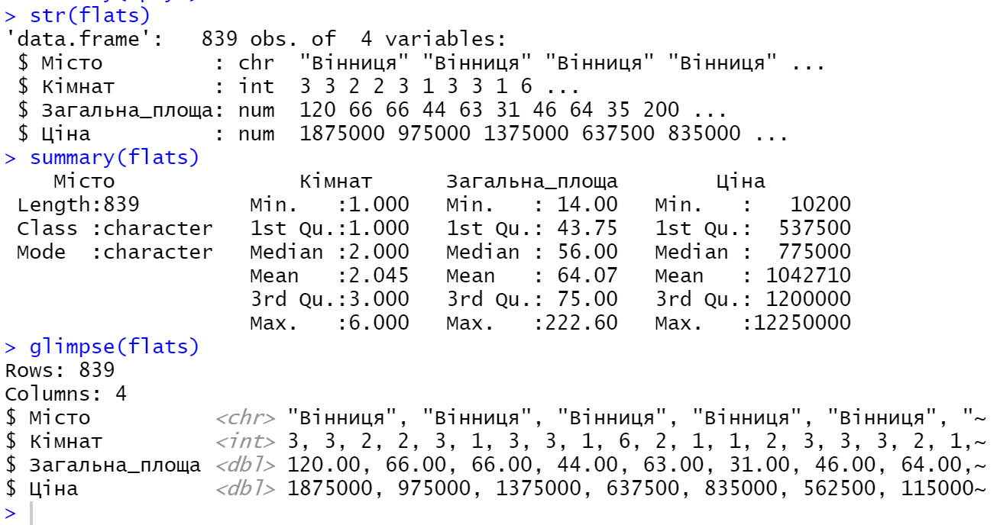 > str(flats)
'data.frame':   839 obs. of  4 variables:
 $ Місто         : chr  "Вінниця" "Вінниця" "Вінниця" "Вінниця" ...
 $ Кімнат        : int  3 3 2 2 3 1 3 3 1 6 ...
 $ Загальна_площа: num  120 66 66 44 63 31 46 64 35 200 ...
 $ Ціна          : num  1875000 975000 1375000 637500 835000 ...
> summary(flats)
    Місто               Кімнат      Загальна_площа        Ціна
 Length:839         Min.   :1.000   Min.   : 14.00   Min.   :   10200
 Class :character   1st Qu.:1.000   1st Qu.: 43.75   1st Qu.:  537500
 Mode  :character   Median :2.000   Median : 56.00   Median :  775000
                    Mean   :2.045   Mean   : 64.07   Mean   : 1042710
                    3rd Qu.:3.000   3rd Qu.: 75.00   3rd Qu.: 1200000
                    Max.   :6.000   Max.   :222.60   Max.   :12250000
> glimpse(flats)
Rows: 839
Columns: 4
$ Місто          <chr> "Вінниця", "Вінниця", "Вінниця", "Вінниця", "Вінниця", "~
$ Кімнат         <int> 3, 3, 2, 2, 3, 1, 3, 3, 1, 6, 2, 1, 1, 2, 3, 3, 3, 2, 1,~
$ Загальна_площа <dbl> 120.00, 66.00, 66.00, 44.00, 63.00, 31.00, 46.00, 64.00,~
$ Ціна           <dbl> 1875000, 975000, 1375000, 637500, 835000, 562500, 115000~
>